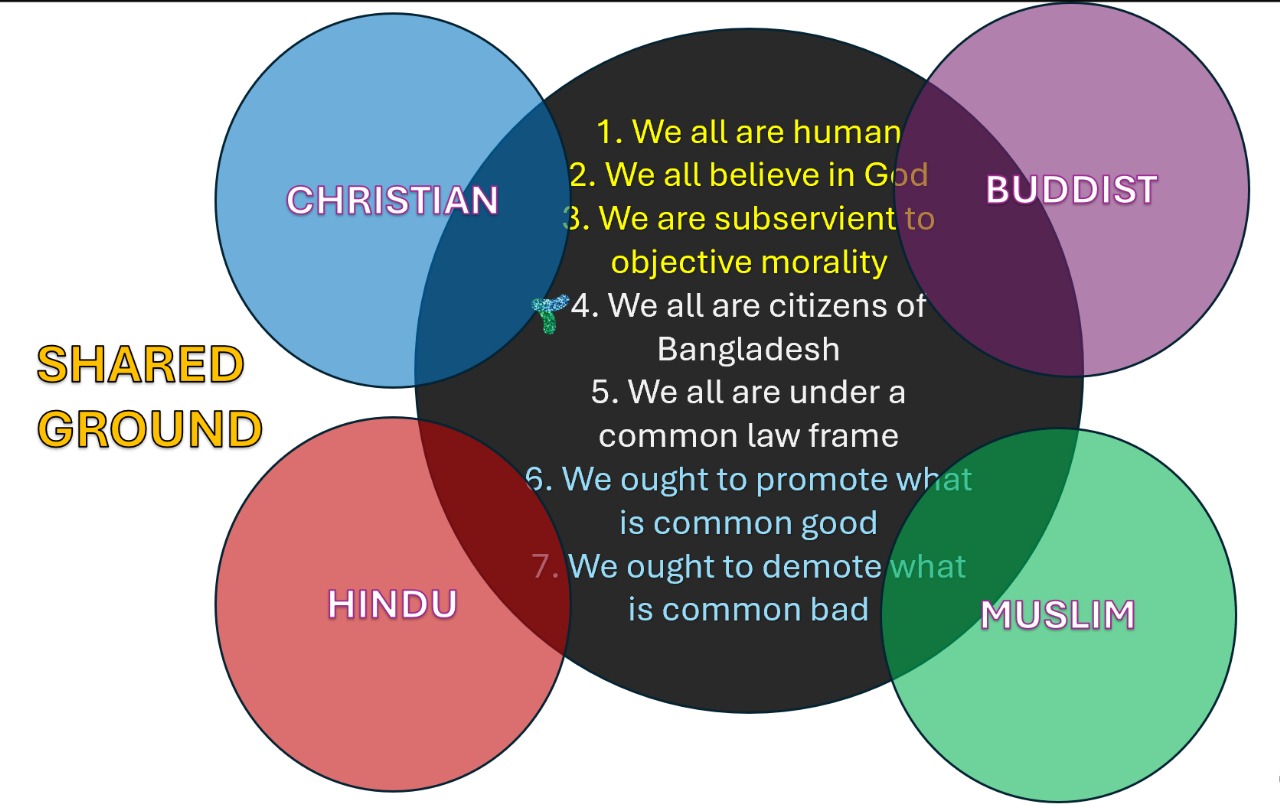 CHRISTIAN
BUDDIST
SHARED
GROUND
1. We all are human
2. We all believe in God
3. We are subservient to
objective morality
4. We all are citizens of
Bangladesh
5. We all are under a
common law frame
6. We ought to promote what
is common good
7. We ought to demote what
is common bad
HINDU
MUSLIM